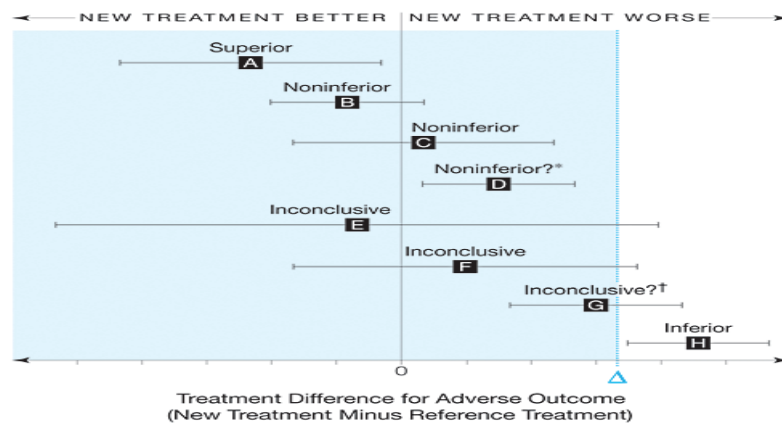 NEW TREATMENT BETTER NEW TREATMENT WORSE
Superior
A
Noninferior
B
Noninferior
C
Noninferior?*
D
Inconclusive
E
Inconclusive
F
Inconclusive?†
G
Inferior
H
O
Δ
Treatment Difference for Adverse Outcome
(New Treatment Minus Reference Treatment)